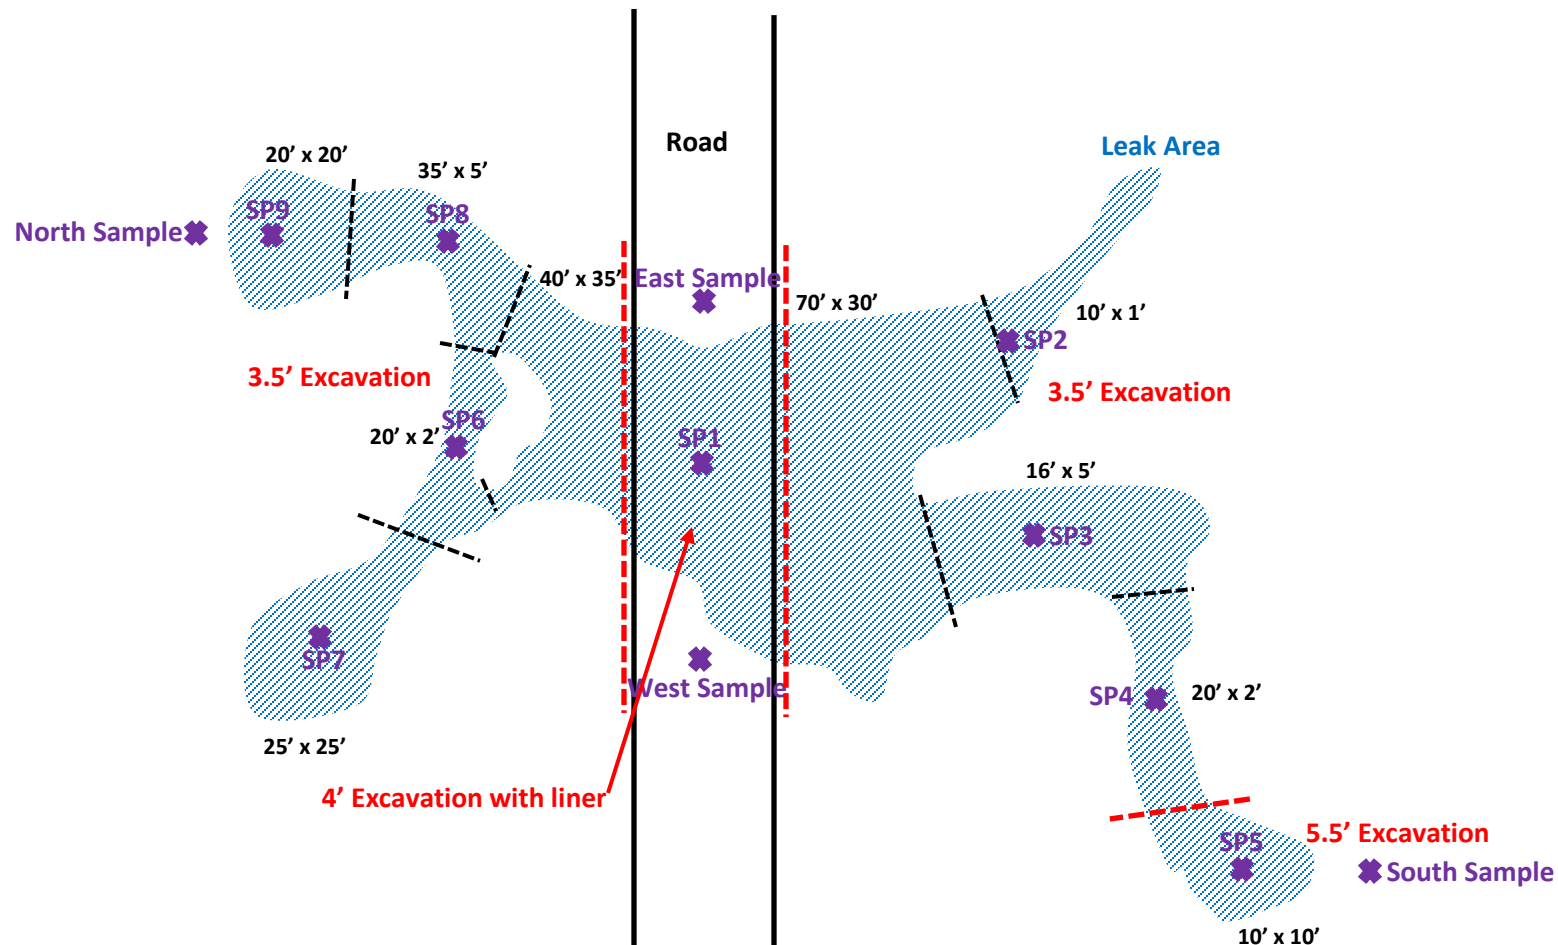 Road
Leak Area
20’ x 20’
35’ x 5’
SP9
SP8
North Sample
40’ x 35’
East Sample
70’ x 30’
10’ x 1’
SP2
3.5’ Excavation
3.5’ Excavation
SP6
20’ x 2’
SP1
16’ x 5’
SP3
SP7
West Sample
SP4
20’ x 2’
25’ x 25’
4’ Excavation with liner
5.5’ Excavation
SP5
South Sample
10’ x 10’